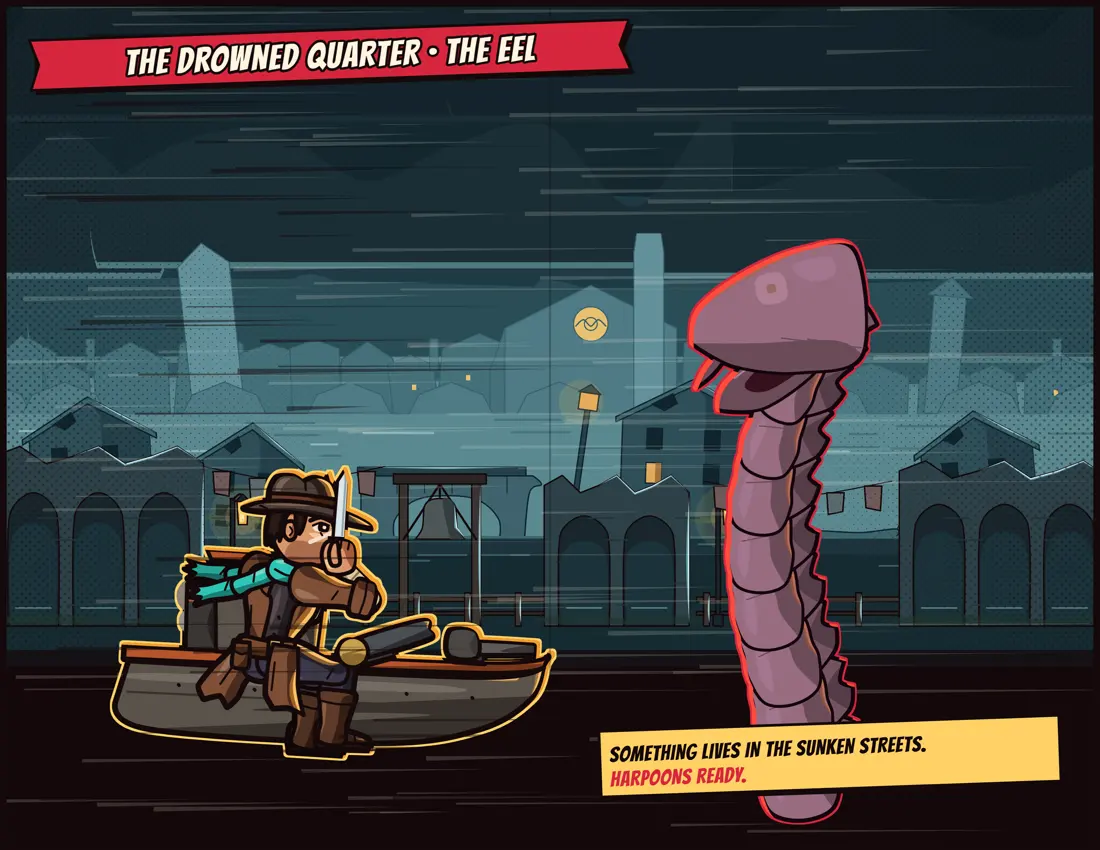 THE DROWNED QUARTER • THE EEL
SOMETHING LIVES IN THE SUNKEN STREETS.
HARPOONS READY.